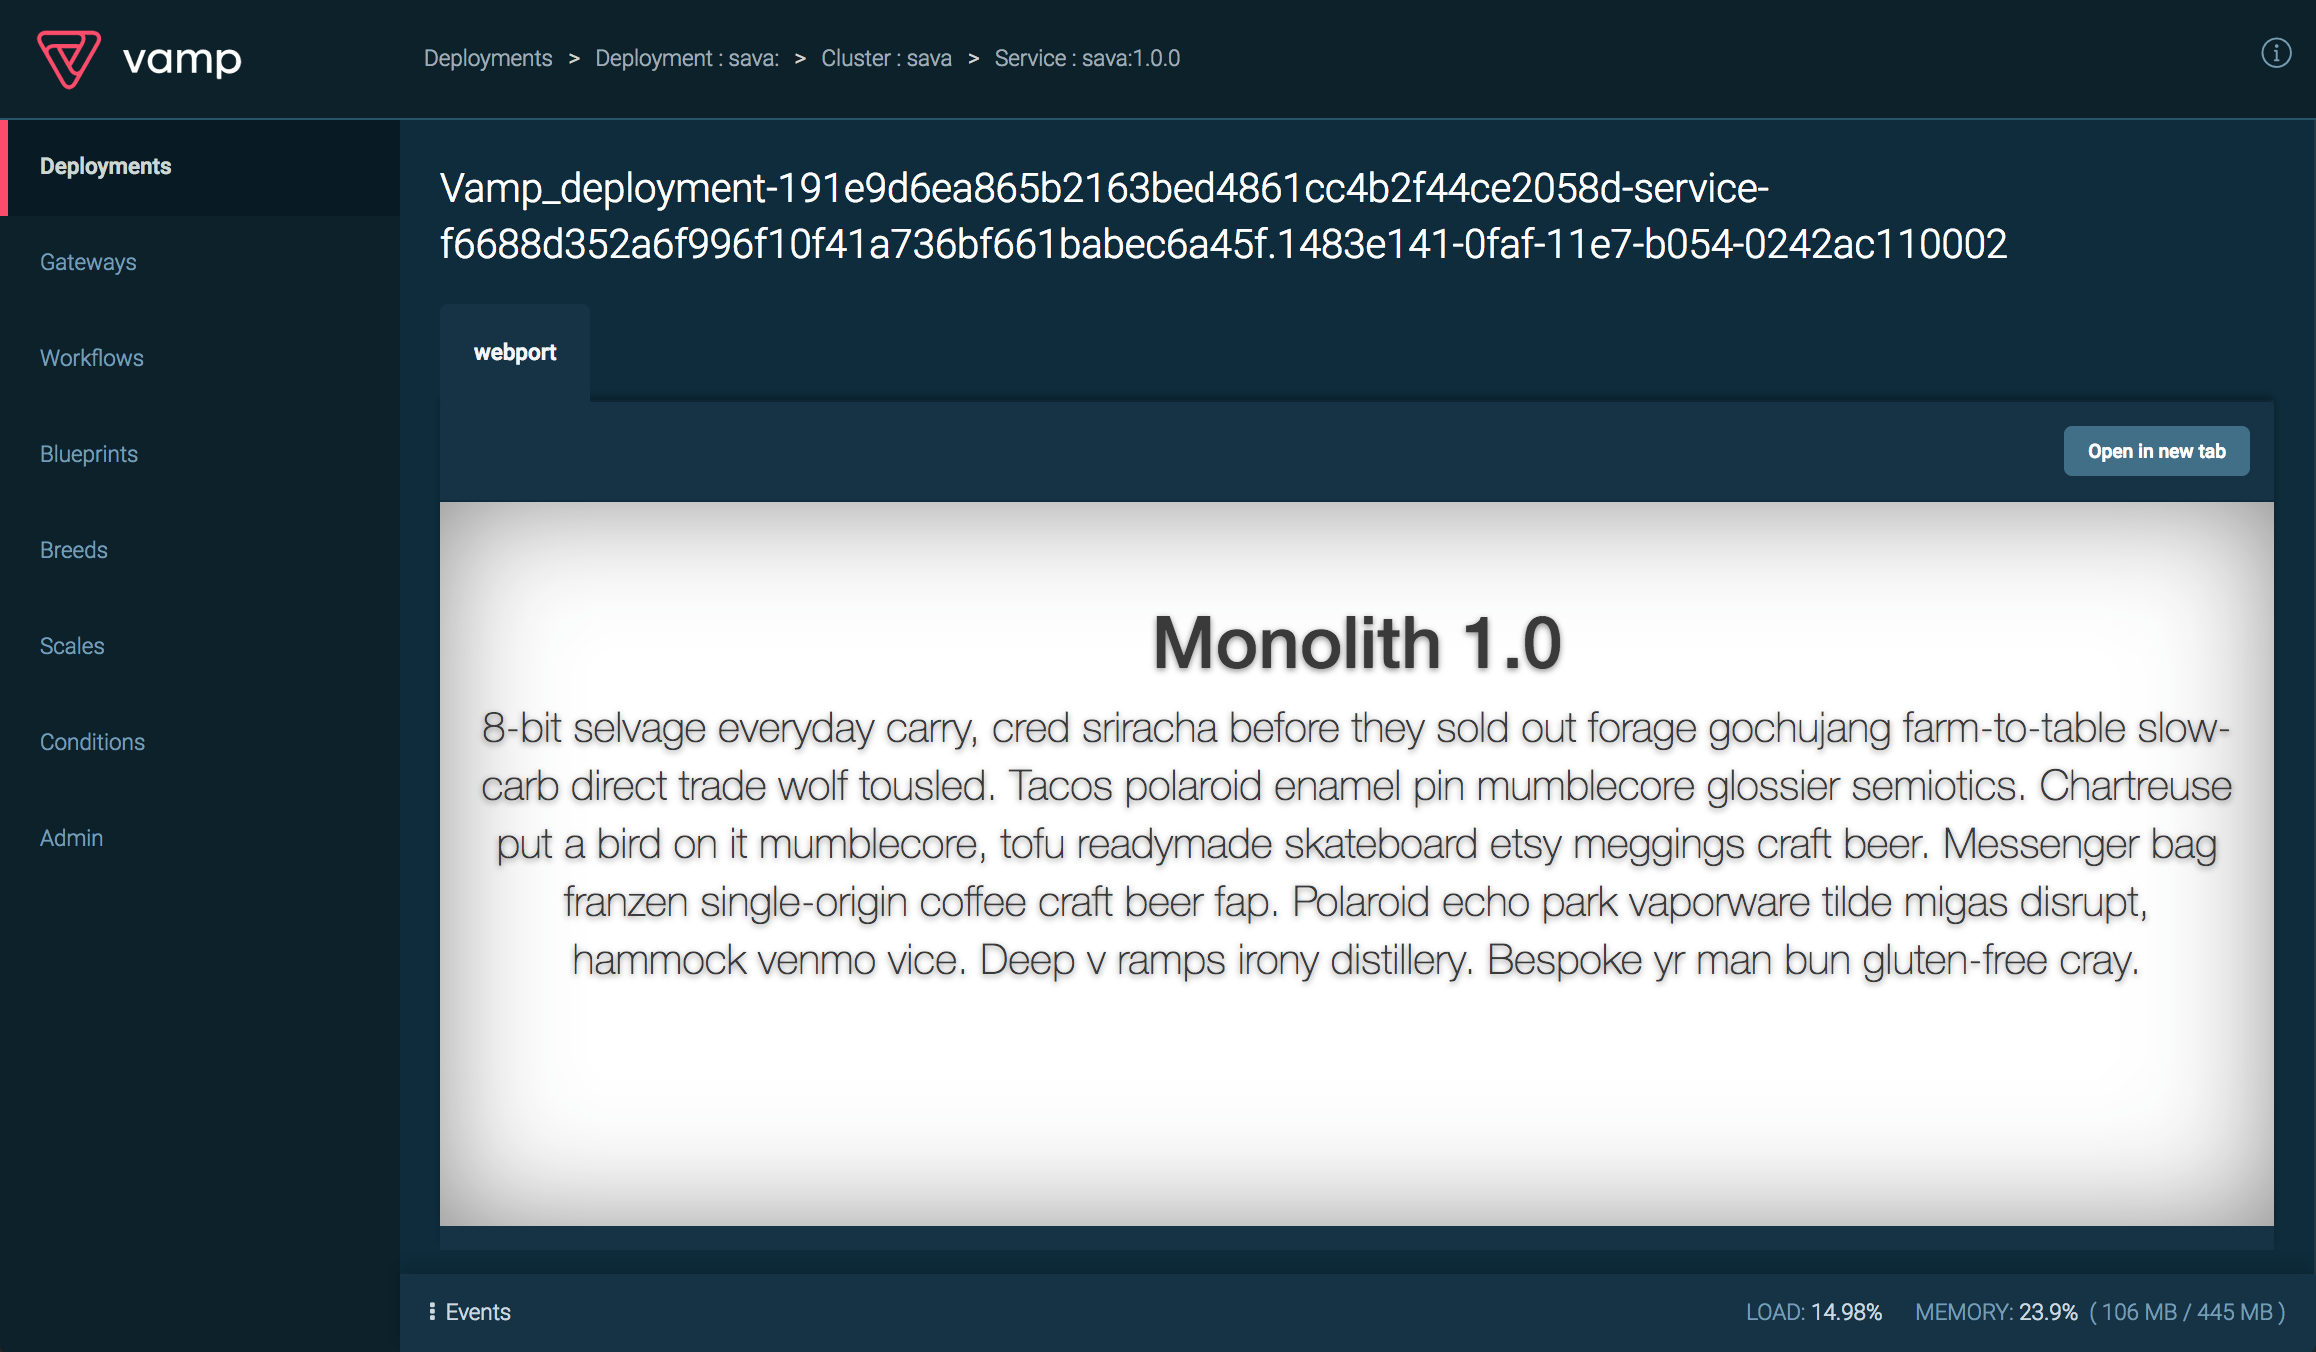 vamp
Deployments > Deployment : sava: > Cluster : sava > Service : sava:1.0.0
Deployments
Gateways
Workflows
Blueprints
Breeds
Scales
Conditions
Admin
Vamp_deployment-191e9d6ea865b2163bed4861cc4b2f44ce2058d-service-
f6688d352a6f996f10f41a736bf661babec6a45f.1483e141-0faf-11e7-b054-0242ac110002
webport
Open in new tab
Monolith 1.0
8-bit selvage everyday carry, cred sriracha before they sold out forage gochujang farm-to-table slow-
carb direct trade wolf tousled. Tacos polaroid enamel pin mumblecore glossier semiotics. Chartreuse
put a bird on it mumblecore, tofu readymade skateboard etsy meggings craft beer. Messenger bag
franzen single-origin coffee craft beer fap. Polaroid echo park vaporware tilde migas disrupt,
hammock venmo vice. Deep v ramps irony distillery. Bespoke yr man bun gluten-free cray.
Events
LOAD: 14.98% MEMORY: 23.9% ( 106 MB / 445 MB )